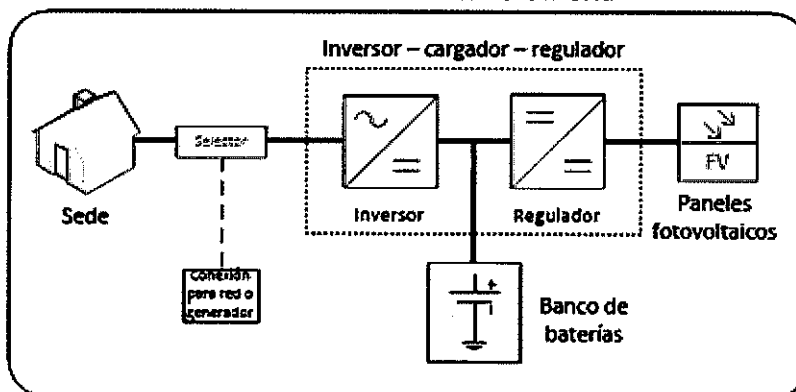 Inversor – cargador – regulador
Selector
FV
Sede
Inversor
Regulador
Paneles
fotovoltaicos
Conexión
para red o
generador
Banco de
baterías
+